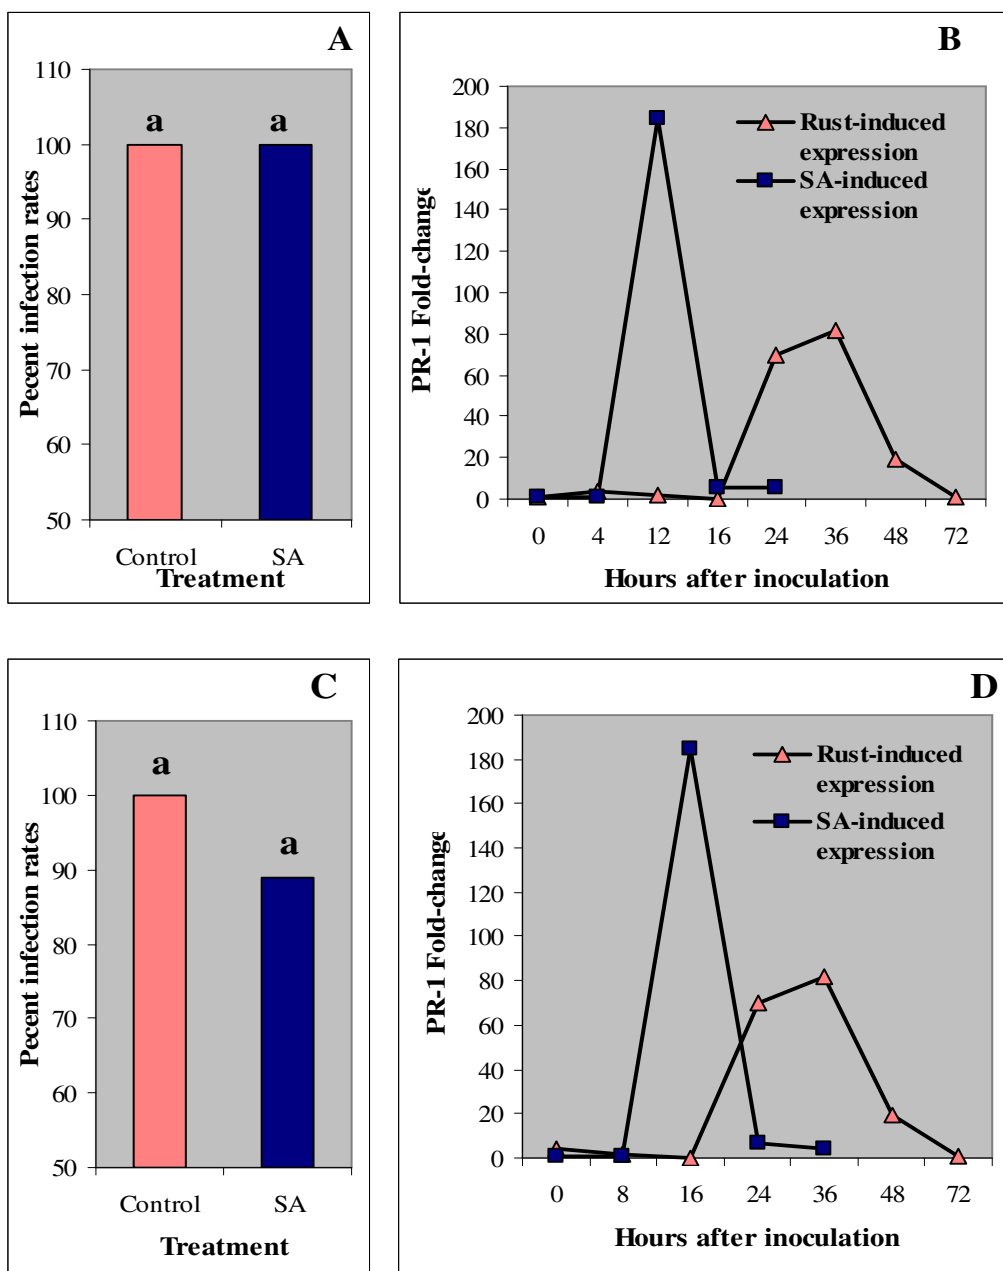 A
110
100
90
80
70
60
50
a
a
Pecent infection rates
Control
SA
Treatment
B
200
180
160
140
120
100
80
60
40
20
0
PR-1 Fold-change
Rust-induced
expression
SA-induced
expression
0 4 12 16 24 36 48 72
Hours after inoculation
C
110
100
90
80
70
60
50
a
a
Pecent infection rates
Control
SA
Treatment
D
200
180
160
140
120
100
80
60
40
20
0
PR-1 Fold-change
Rust-induced
expression
SA-induced
expression
0 8 16 24 36 48 72
Hours after inoculation